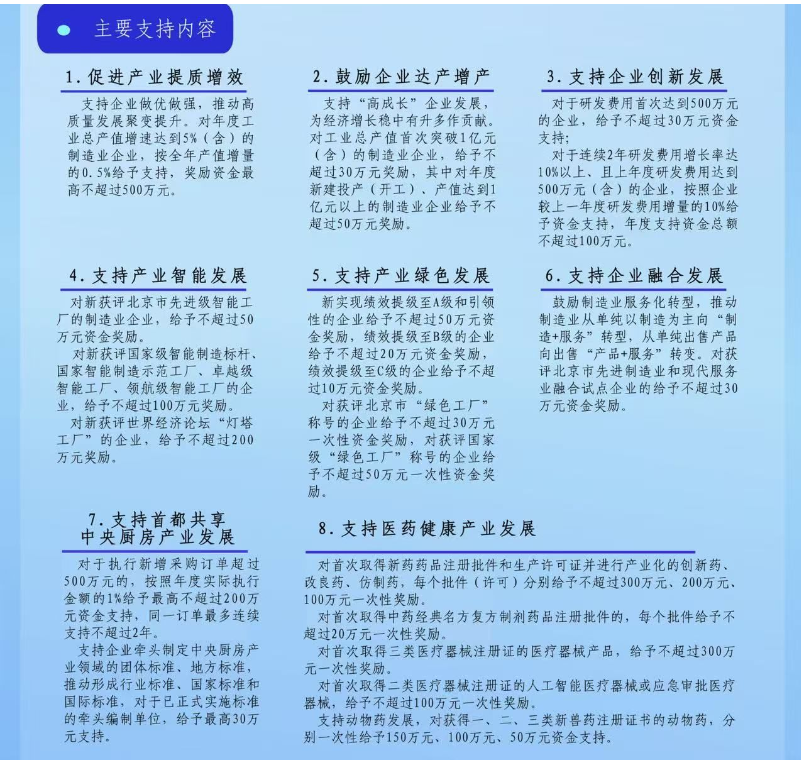 主要支持内容
1.促进产业提质增效
支持企业做优做强，推动高
质量发展聚变提升。对年度工
业总产值增速达到5%（含）的
制造业企业，按全年产值增量
的0.5%给予支持，奖励资金最
高不超过500万元。
2.鼓励企业达产增产
支持“高成长”企业发展，
为经济增长稳中有升多作贡献。
对工业总产值首次突破1亿元
（含）的制造业企业，给予不
超过30万元奖励，其中对年度
新建投产（开工）、产值达到1
亿元以上的制造业企业给予不
超过50万元奖励。
3.支持企业创新发展
对于研发费用首次达到500万元
的企业，给予不超过30万元资金
支持；
对于连续2年研发费用增长率达
10%以上、且上年度研发费用达到
500万元（含）的企业，按照企业
较上一年度研发费用增量的10%给
予资金支持，年度支持资金总额
不超过100万元。
4.支持产业智能发展
对新获评北京市先进级智能工
厂的制造业企业，给予不超过50
万元资金奖励。
对新获评国家级智能制造标杆、
国家智能制造示范工厂、卓越级
智能工厂、领航级智能工厂的企
业，给予不超过100万元奖励。
对新获评世界经济论坛“灯塔
工厂”的企业，给予不超过200
万元奖励。
5.支持产业绿色发展
新实现绩效提级至A级和引领
性的企业给予不超过50万元资
金奖励，绩效提级至B级的企业
给予不超过20万元资金奖励，
绩效提级至C级的企业给予不超
过10万元资金奖励。
对获评北京市“绿色工厂”
称号的企业给予不超过30万元
一次性资金奖励，对获评国家
级“绿色工厂”称号的企业给
予不超过50万元一次性资金奖
励。
6.支持企业融合发展
鼓励制造业服务化转型，推动
制造业从单纯以制造为主向“制
造+服务”转型，从单纯出售产品
向出售“产品+服务”转变。对获
评北京市先进制造业和现代服务
业融合试点企业的给予不超过30
万元资金奖励。
7.支持首都共享
中央厨房产业发展
对于执行新增采购订单超过
500万元的，按照年度实际执行
金额的1%给予最高不超过200万
元资金支持，同一订单最多连续
支持不超过2年。
支持企业牵头制定中央厨房产
业领域的团体标准、地方标准，
推动形成行业标准、国家标准和
国际标准，对于已正式实施标准
的牵头编制单位，给予最高30万
元支持。
8.支持医药健康产业发展
对首次取得新药药品注册批件和生产许可证并进行产业化的创新药、
改良药、仿制药，每个批件（许可）分别给予不超过300万元、200万元、
100万元一次性奖励。
对首次取得中药经典名方复方制剂药品注册批件的，每个批件给予不
超过20万元一次性奖励。
对首次取得三类医疗器械注册证的医疗器械产品，给予不超过300万
元一次性奖励。
对首次取得二类医疗器械注册证的人工智能医疗器械或应急审批医疗
器械，给予不超过100万元一次性奖励。
支持动物药发展，对获得一、二、三类新兽药注册证书的动物药，分
别一次性给予150万元、100万元、50万元资金支持。